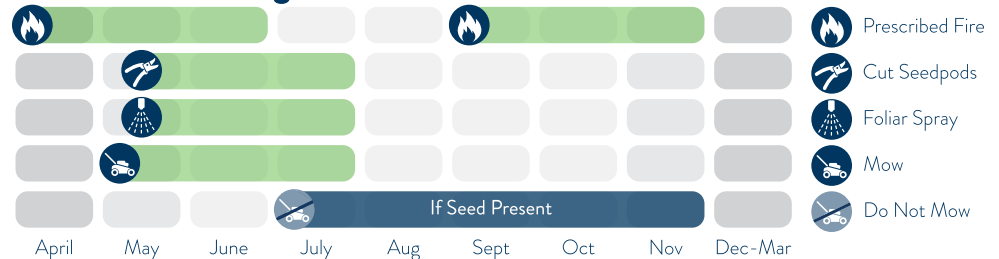 Prescribed Fire
Cut Seedpods
Foliar Spray
Mow
If Seed Present
Do Not Mow
April May June July Aug Sept Oct Nov Dec-Mar